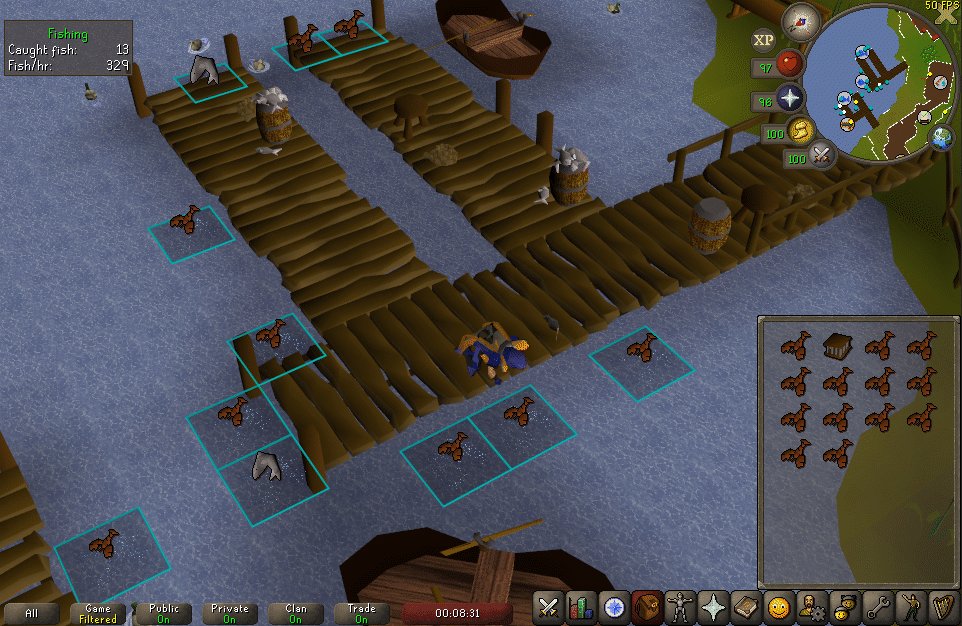 50 FPS
Fishing
Caught fish: 13
Fish/hr: 329
XP
97
96
100
100
All
Game
Filtered
Public
On
Private
On
Clan
On
Trade
On
00:08:31